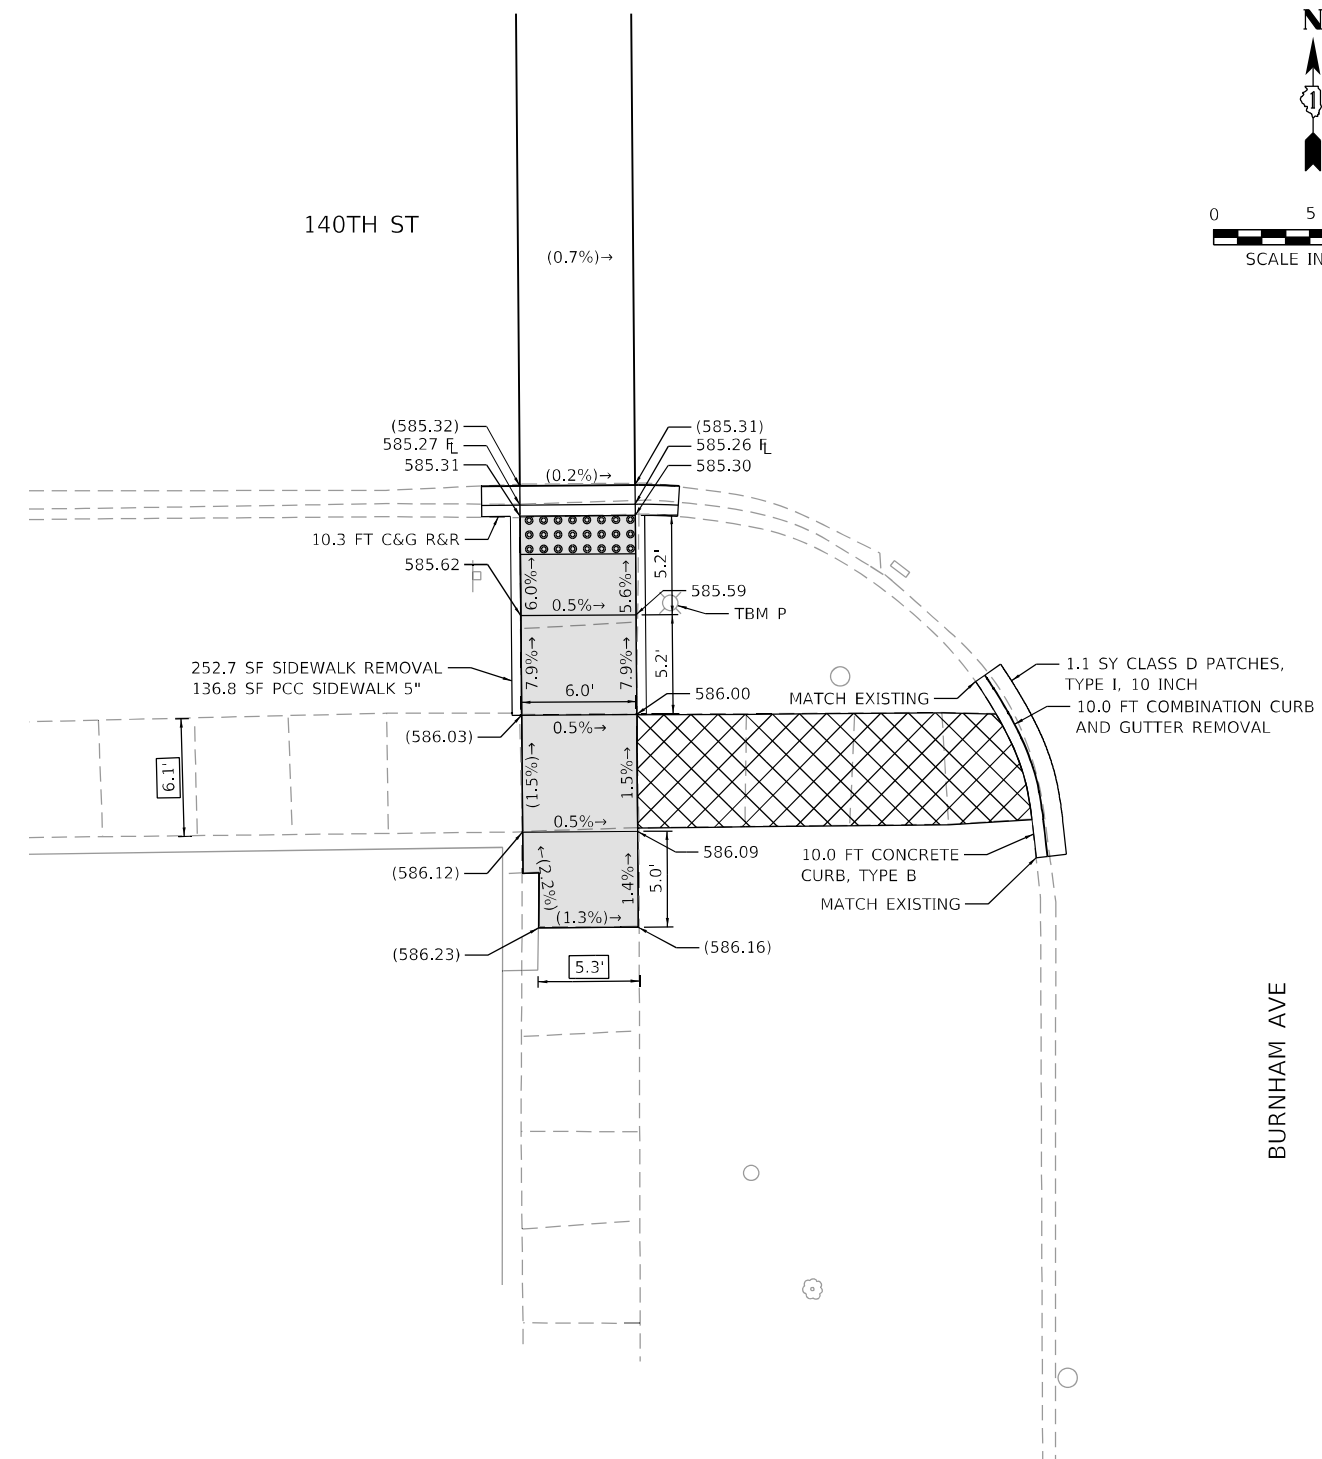 N
1
0 5
SCALE IN
140TH ST
(0.7%)→
(585.32)
(585.31)
585.27 FL
585.26 FL
585.31
585.30
(0.2%)→
10.3 FT C&G R&R
585.62
6.0%→
5.6%→
5.2'
0.5%→
585.59
TBM P
252.7 SF SIDEWALK REMOVAL
136.8 SF PCC SIDEWALK 5"
7.9%→
7.9%→
5.2'
6.0'
586.00
MATCH EXISTING
1.1 SY CLASS D PATCHES,
TYPE I, 10 INCH
10.0 FT COMBINATION CURB
AND GUTTER REMOVAL
(586.03)
0.5%→
6.1'
(1.5%)→
1.5%→
0.5%→
(586.12)
586.09
10.0 FT CONCRETE
CURB, TYPE B
MATCH EXISTING
←(2.2%)
1.4%→
5.0'
(1.3%)→
(586.23)
(586.16)
5.3'
BURNHAM AVE